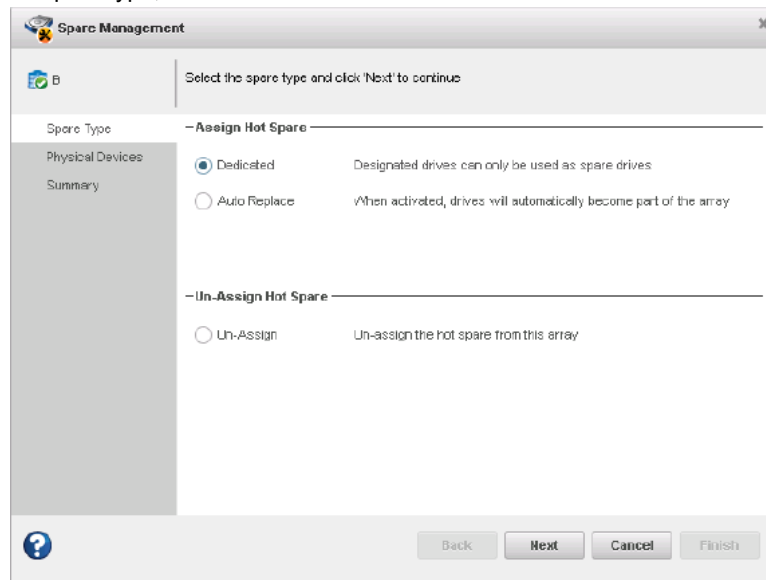 Spare Management
x
B
Select the spare type and click 'Next' to continue
Spare Type
Physical Devices
Summary
Assign Hot Spare
Dedicated Designated drives can only be used as spare drives
Auto Replace When activated, drives will automatically become part of the array
Un-Assign Hot Spare
Un-Assign Un-assign the hot spare from this array
?
Back Next Cancel Finish